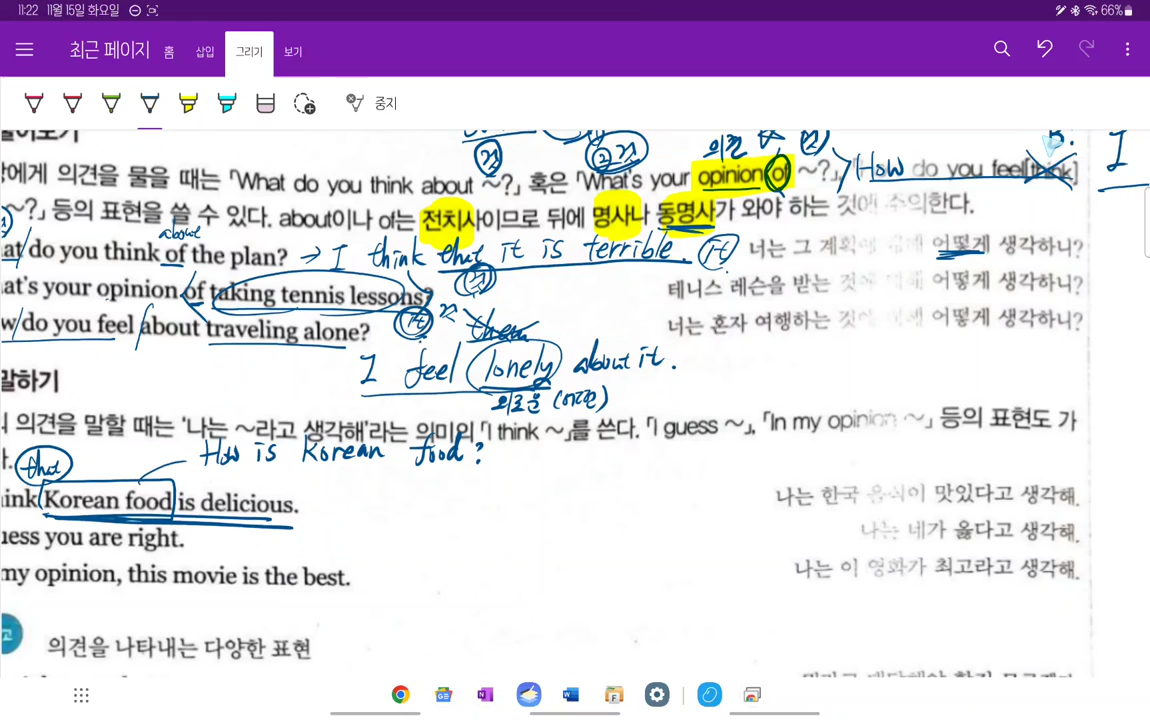 11:22 11월 15일 화요일 66%
최근 페이지 홈 삽입 그리기 보기
중지
물어보기
의견
에게 의견을 물을 때는 「What do you think about ~?」 혹은 「What's your opinion of ~?」, How do you feel[think]
~?」 등의 표현을 쓸 수 있다. about이나 of는 전치사이므로 뒤에 명사나 동명사가 와야 하는 것에 주의한다.
about
at do you think of the plan? → I think that it is terrible. it 너는 그 계획에 대해 어떻게 생각하니?
at's your opinion of taking tennis lessons? 테니스 레슨을 받는 것에 대해 어떻게 생각하니?
w do you feel about traveling alone? it them 너는 혼자 여행하는 것에 대해 어떻게 생각하니?
I feel lonely about it.
외로운
말하기
의견을 말할 때는 '나는 ~라고 생각해'라는 의미인 「I think ~」를 쓴다. 「I guess ~」, 「In my opinion ~」 등의 표현도 가
that How is Korean food?
ink Korean food is delicious. 나는 한국 음식이 맛있다고 생각해.
uess you are right. 나는 네가 옳다고 생각해.
my opinion, this movie is the best. 나는 이 영화가 최고라고 생각해.
고 의견을 나타내는 다양한 표현